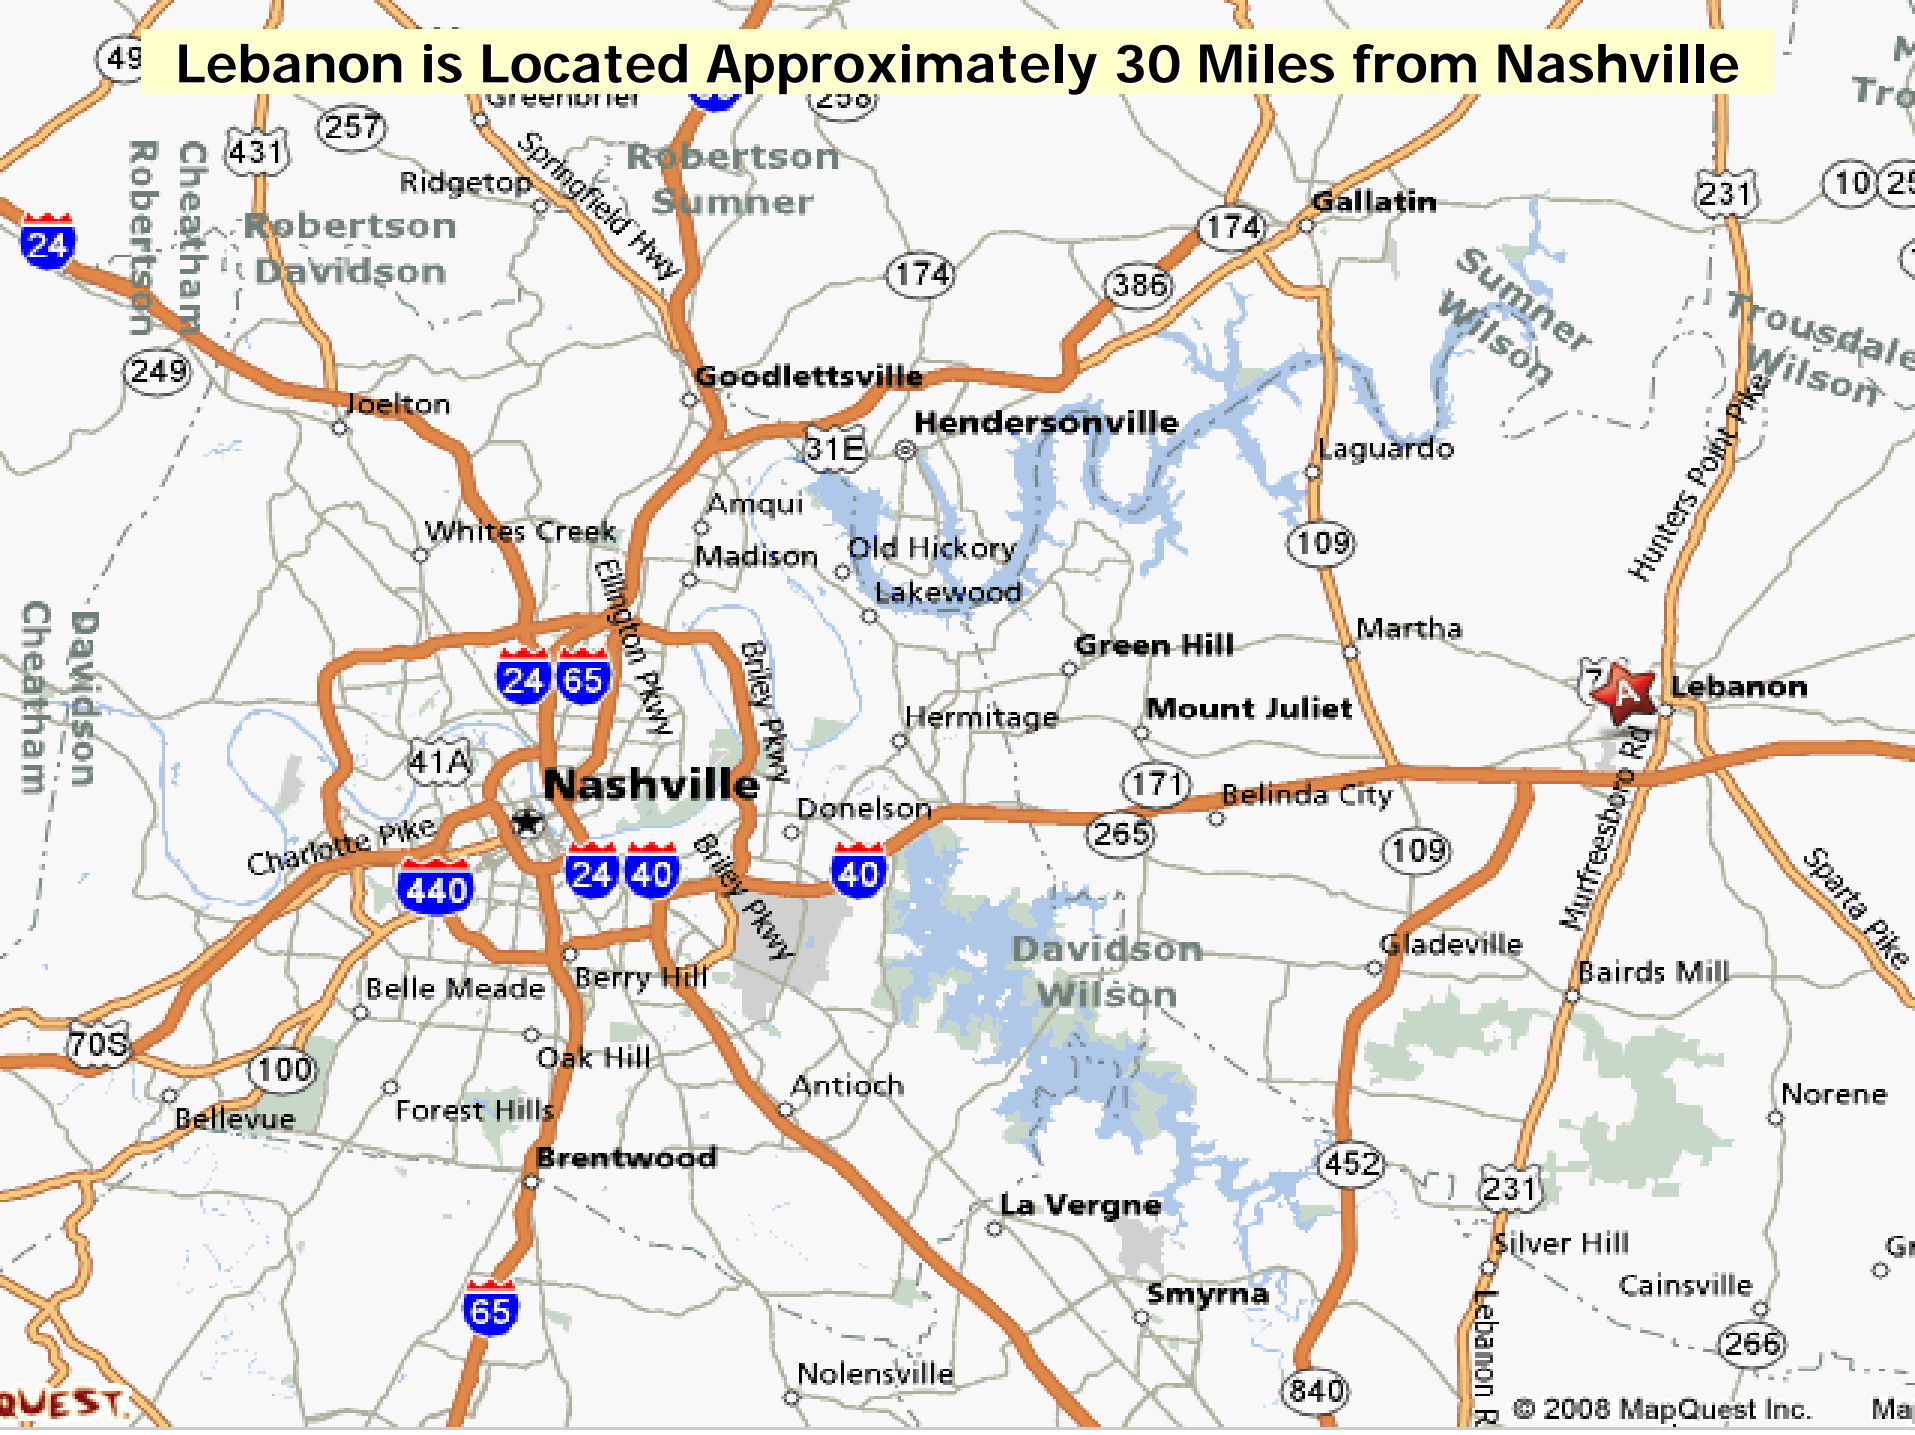 Lebanon is Located Approximately 30 Miles from Nashville
49
Greenbrier
258
257
431
Springfield Hwy
Robertson
Sumner
Cheatham
Robertson
Ridgetop
10
231
Gallatin
174
24
Robertson
Davidson
174
386
Sumner
Wilson
Trousdale
Wilson
249
Goodlettsville
Joelton
Hendersonville
31E
Laguardo
Hunters Point Pike
Amqui
Whites Creek
Madison
Old Hickory
109
Lakewood
Ellington Pkwy
Davidson
Cheatham
Martha
Green Hill
24
65
Briley Pkwy
A
Lebanon
Hermitage
Mount Juliet
41A
Nashville
171
Belinda City
Donelson
Murfreesboro Rd
Charlotte Pike
265
109
24
40
40
440
Briley Pkwy
Sparta Pike
Davidson
Wilson
Gladeville
Bairds Mill
Berry Hill
Belle Meade
70S
100
Oak Hill
Antioch
Norene
Bellevue
Forest Hills
Brentwood
452
231
La Vergne
Silver Hill
Cainsville
Smyrna
65
Lebanon R
266
Nolensville
840
QUEST.
© 2008 MapQuest Inc.
Ma